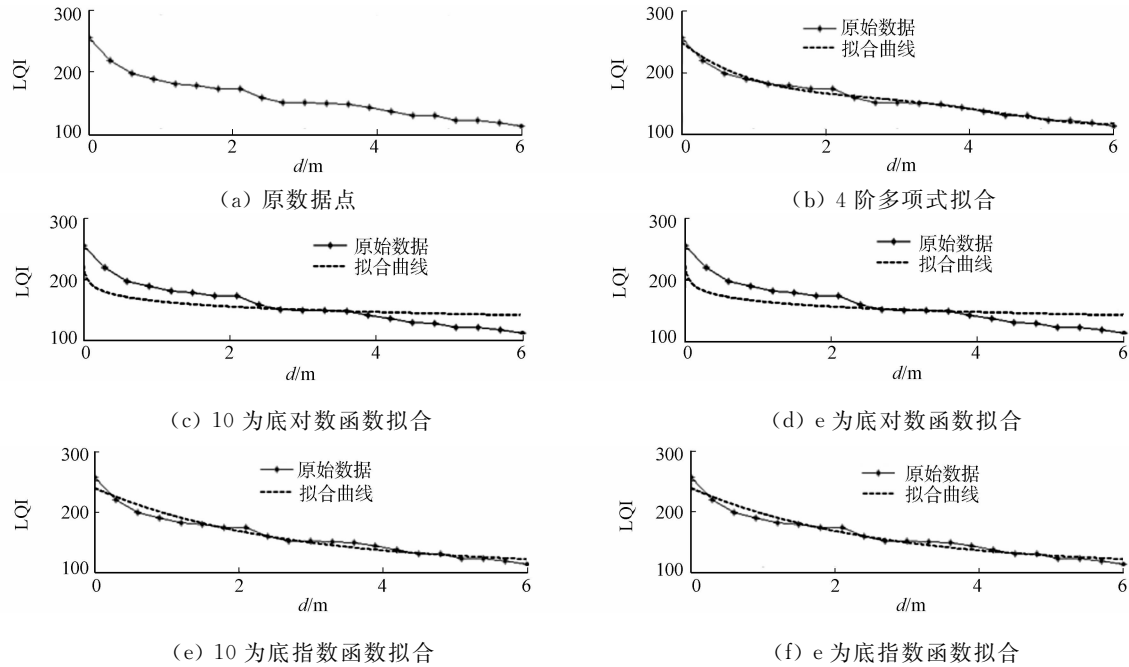 300
LQI
200
100
0 2 4 6
d/m
(a) 原数据点
300
原始数据
拟合曲线
LQI
200
100
0 2 4 6
d/m
(b) 4 阶多项式拟合
300
原始数据
拟合曲线
LQI
200
100
0 2 4 6
d/m
(c) 10 为底对数函数拟合
300
原始数据
拟合曲线
LQI
200
100
0 2 4 6
d/m
(d) e 为底对数函数拟合
300
原始数据
拟合曲线
LQI
200
100
0 2 4 6
d/m
(e) 10 为底指数函数拟合
300
原始数据
拟合曲线
LQI
200
100
0 2 4 6
d/m
(f) e 为底指数函数拟合